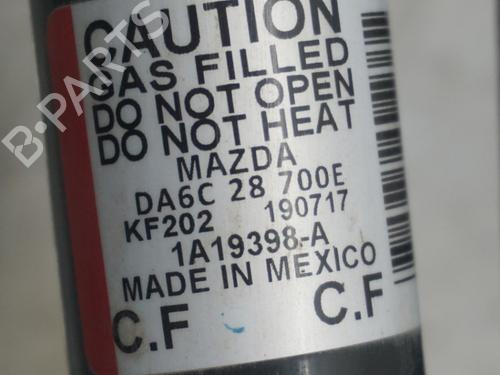 CAUTION
GAS FILLED
DO NOT OPEN
DO NOT HEAT
MAZDA
DA6C 28 700E
KF202 190717
1A19398-A
MADE IN MEXICO
C.F C.F
B-PARTS